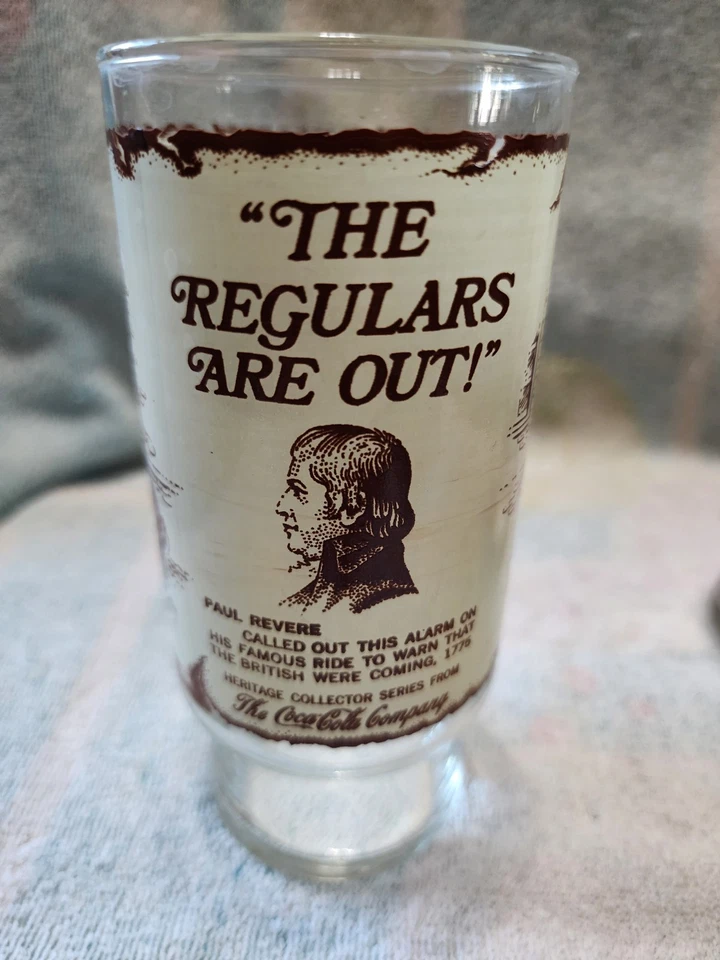 “THE
REGULARS
ARE OUT!”
PAUL REVERE
CALLED OUT THIS ALARM ON
HIS FAMOUS RIDE TO WARN THAT
THE BRITISH WERE COMING, 1775
HERITAGE COLLECTOR SERIES FROM
The Coca-Cola Company